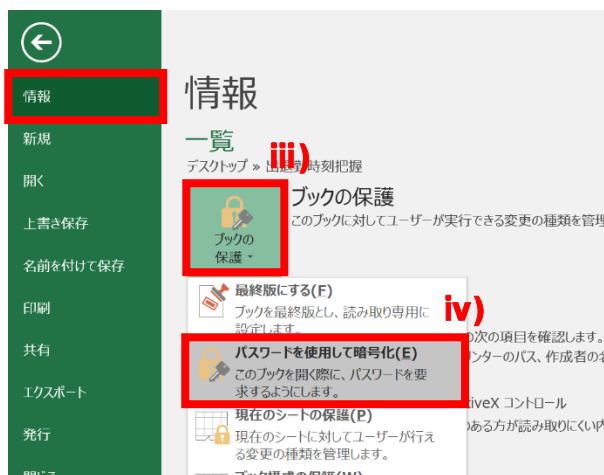 情報
新規
開く
上書き保存
名前を付けて保存
印刷
共有
エクスポート
発行
情報
一覧
iii)
デスクトップ » 出退勤時刻把握
ブックの保護
このブックに対してユーザーが実行できる変更の種類を管理
ブックの
保護
最終版にする(F)
ブックを最終版とし、読み取り専用に
設定します。
iv)
の次の項目を確認します。
パスワードを使用して暗号化(E)
ンターのパス、作成者の
このブックを開く際に、パスワードを要
求するようにします。
tiveX コントロール
現在のシートの保護(P)
ある方が読み取りにくい内
現在のシートに対してユーザーが行え
る変更の種類を管理します。